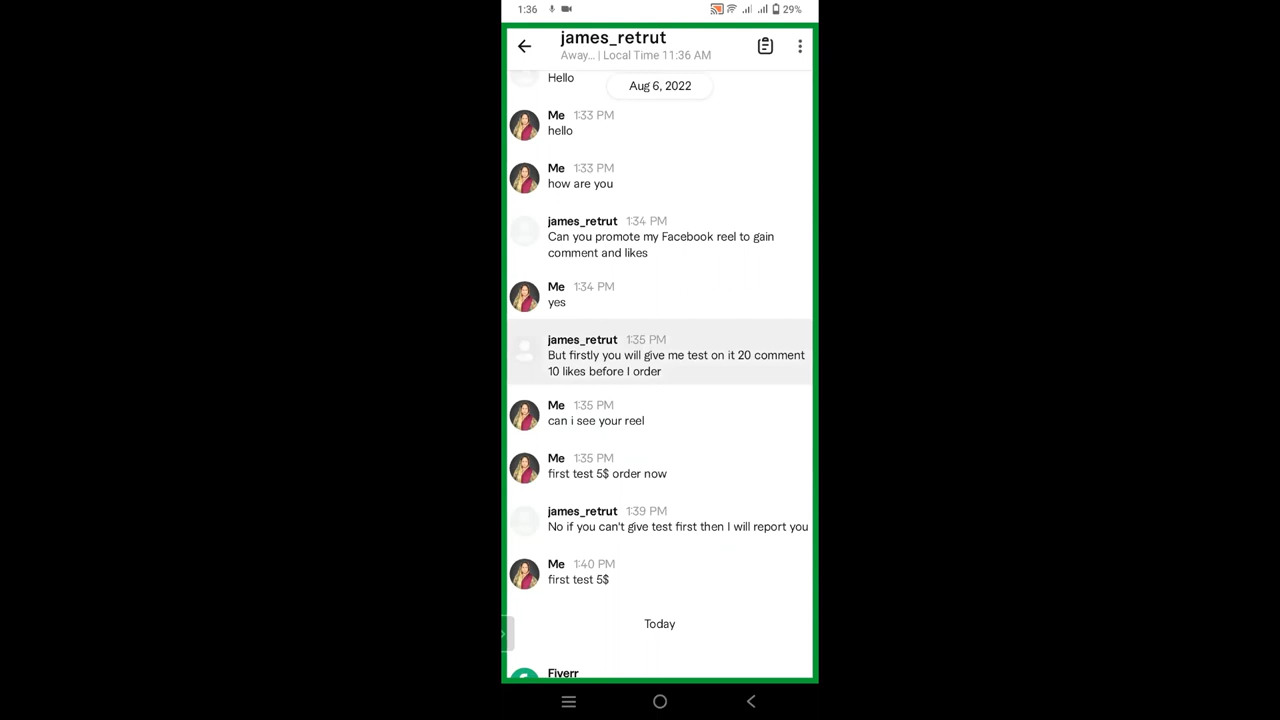 1:36 29%
james_retrut
Away... | Local Time 11:36 AM
Hello
Aug 6, 2022
Me 1:33 PM
hello
Me 1:33 PM
how are you
james_retrut 1:34 PM
Can you promote my Facebook reel to gain
comment and likes
Me 1:34 PM
yes
james_retrut 1:35 PM
But firstly you will give me test on it 20 comment
10 likes before I order
Me 1:35 PM
can i see your reel
Me 1:35 PM
first test 5$ order now
james_retrut 1:39 PM
No if you can't give test first then I will report you
Me 1:40 PM
first test 5$
Today
Fiverr